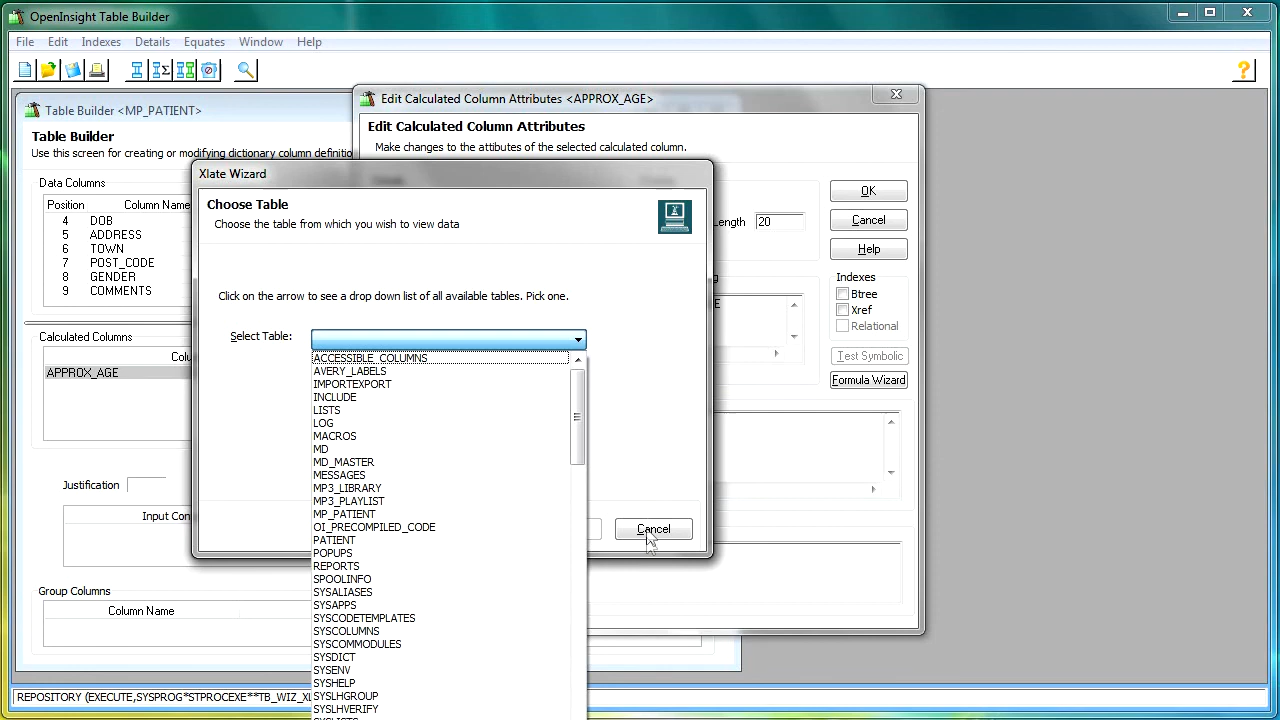 OpenInsight Table Builder
File Edit Indexes Details Equates Window Help
Table Builder <MP_PATIENT>
Table Builder
Use this screen for creating or modifying dictionary column definitio
Data Columns
Position Column Name
4 DOB
5 ADDRESS
6 TOWN
7 POST_CODE
8 GENDER
9 COMMENTS
Calculated Columns
Colu
APPROX_AGE
Justification
Input Con
Group Columns
Column Name
Edit Calculated Column Attributes <APPROX_AGE>
Edit Calculated Column Attributes
Make changes to the attibutes of the selected calculated column.
Length 20
OK
Cancel
Help
Indexes
Btree
Xref
Relational
Test Symbolic
Formula Wizard
Xlate Wizard
Choose Table
Choose the table from which you wish to view data
Click on the arrow to see a drop down list of all available tables. Pick one.
Select Table:
ACCESSIBLE_COLUMNS
AVERY_LABELS
IMPORTEXPORT
INCLUDE
LISTS
LOG
MACROS
MD
MD_MASTER
MESSAGES
MP3_LIBRARY
MP3_PLAYLIST
MP_PATIENT
OI_PRECOMPILED_CODE
PATIENT
POPUPS
REPORTS
SPOOLINFO
SYSALIASES
SYSAPPS
SYSCODETEMPLATES
SYSCOLUMNS
SYSCOMMODULES
SYSDICT
SYSENV
SYSHELP
SYSLHGROUP
SYSLHVERIFY
SYSLISTS
Cancel
REPOSITORY (EXECUTE,SYSPROG*STPROCEXE**TB_WIZ_XL